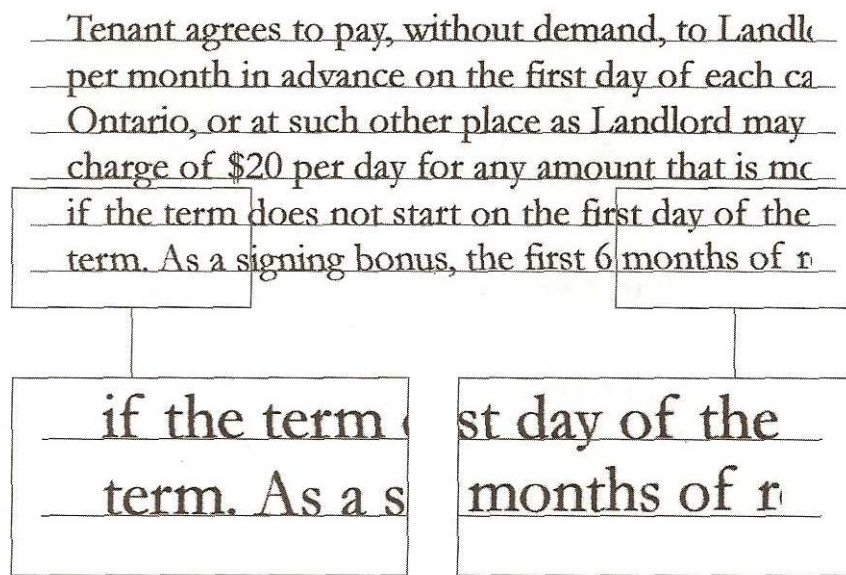 Tenant agrees to pay, without demand, to
per month in advance on the first day of each
Ontario, or at such other place as Landlord may
charge of $20 per day for any amount that is
if the term does not start on the first day of the
term. As a signing bonus, the first 6 months of
if the term
term. As a
st day of the
months of